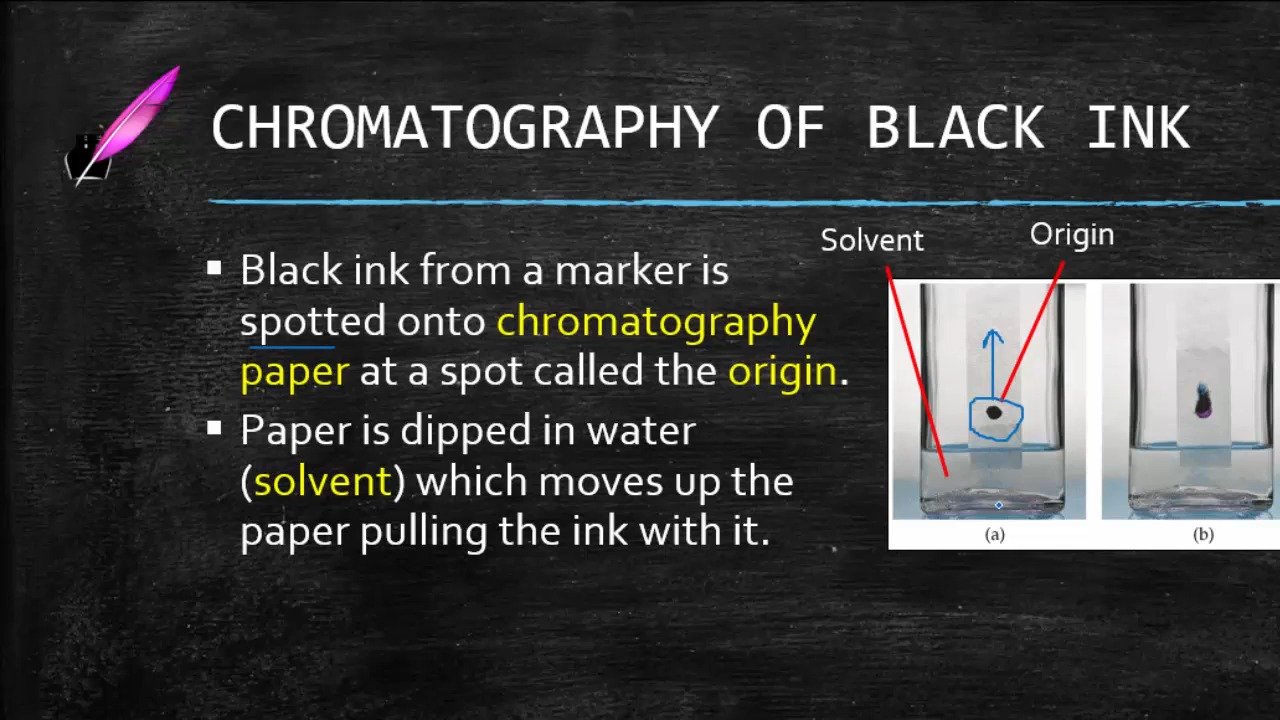 CHROMATOGRAPHY OF BLACK INK
Solvent
Origin
▪ Black ink from a marker is
spotted onto chromatography
paper at a spot called the origin.
▪ Paper is dipped in water
(solvent) which moves up the
paper pulling the ink with it.
(a)
(b)